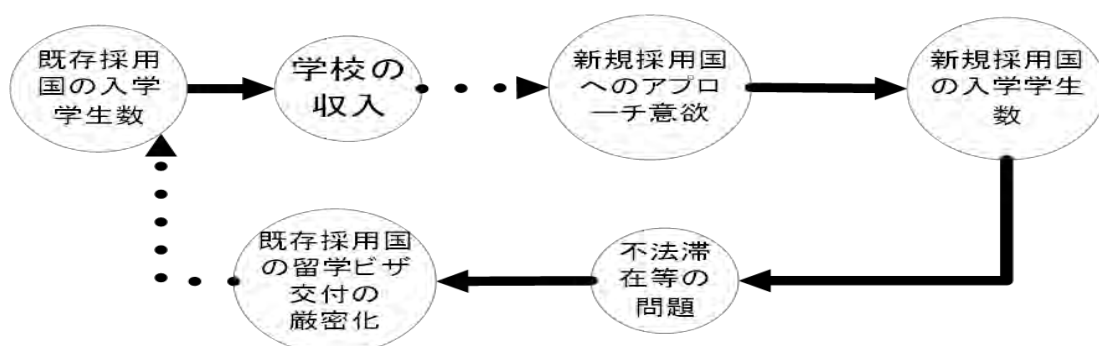 既存採用
国の入学
学生数
学校の
収入
新規採用国
へのアプロ
ーチ意欲
新規採用国
の入学学生
数
既存採用国
の留学ビザ
交付の
厳密化
不法滞
在等の
問題